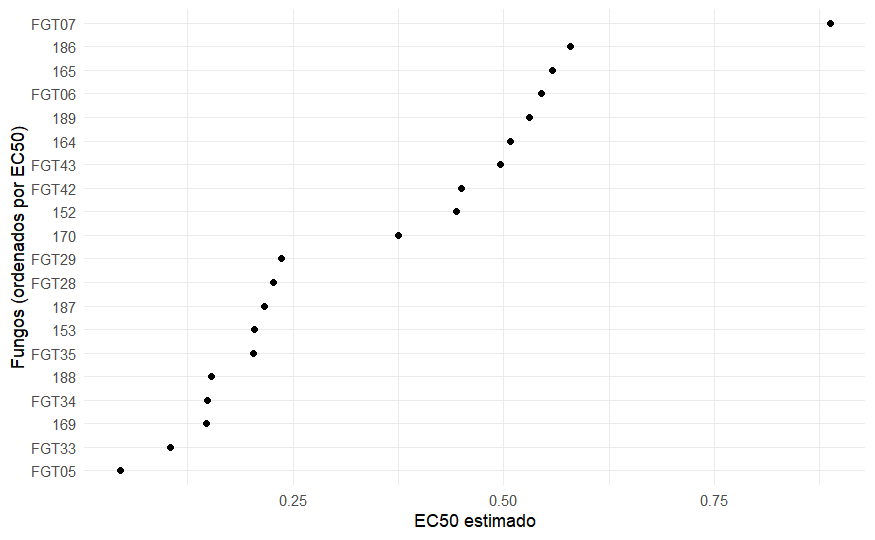 FGT07
186
165
FGT06
189
164
FGT43
FGT42
152
170
FGT29
FGT28
187
153
FGT35
188
FGT34
169
FGT33
FGT05
Fungos (ordenados por EC50)
0.25 0.50 0.75
EC50 estimado